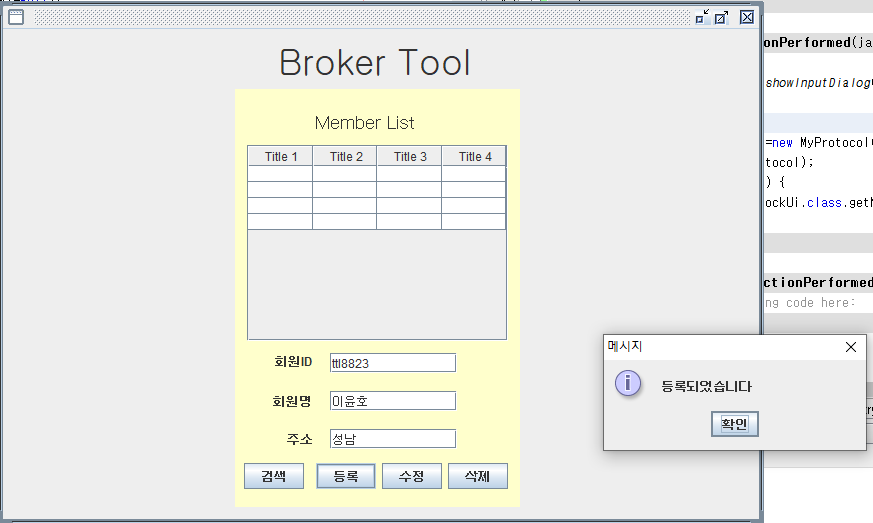 Broker Tool
Member List
Title 1 Title 2 Title 3 Title 4
회원ID ttl8823
회원명 이윤호
주소 성남
검색 등록 수정 삭제
onPerformed(ja
showInputDialog(
=new MyProtocol(
tocol);
) {
ockUi.class.get
ctionPerformed
ng code here:
메시지
등록되었습니다
확인